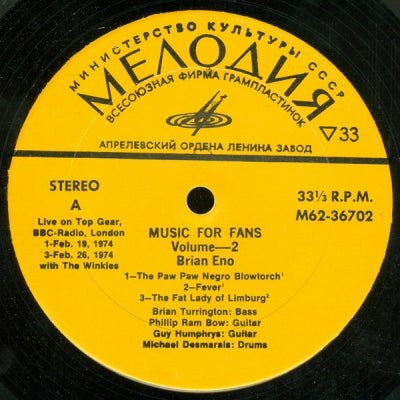 МИНИСТЕРСТВО КУЛЬТУРЫ СССР
МЕЛОДИЯ
ВСЕСОЮЗНАЯ ФИРМА ГРАМПЛАСТИНОК
▽33
АПРЕЛЕВСКИЙ ОРДЕНА ЛЕНИНА ЗАВОД
STEREO
A
33⅓ R.P.M.
M62-36702
Live on Top Gear,
BBC-Radio, London
1-Feb. 19, 1974
3-Feb. 26, 1974
with The Winkies
MUSIC FOR FANS
Volume—2
Brian Eno
1—The Paw Paw Negro Blowtorch¹
2—Fever¹
3—The Fat Lady of Limburg²
Brian Turrington: Bass
Phillip Ram Bow: Guitar
Guy Humphrys: Guitar
Michael Desmarais: Drums